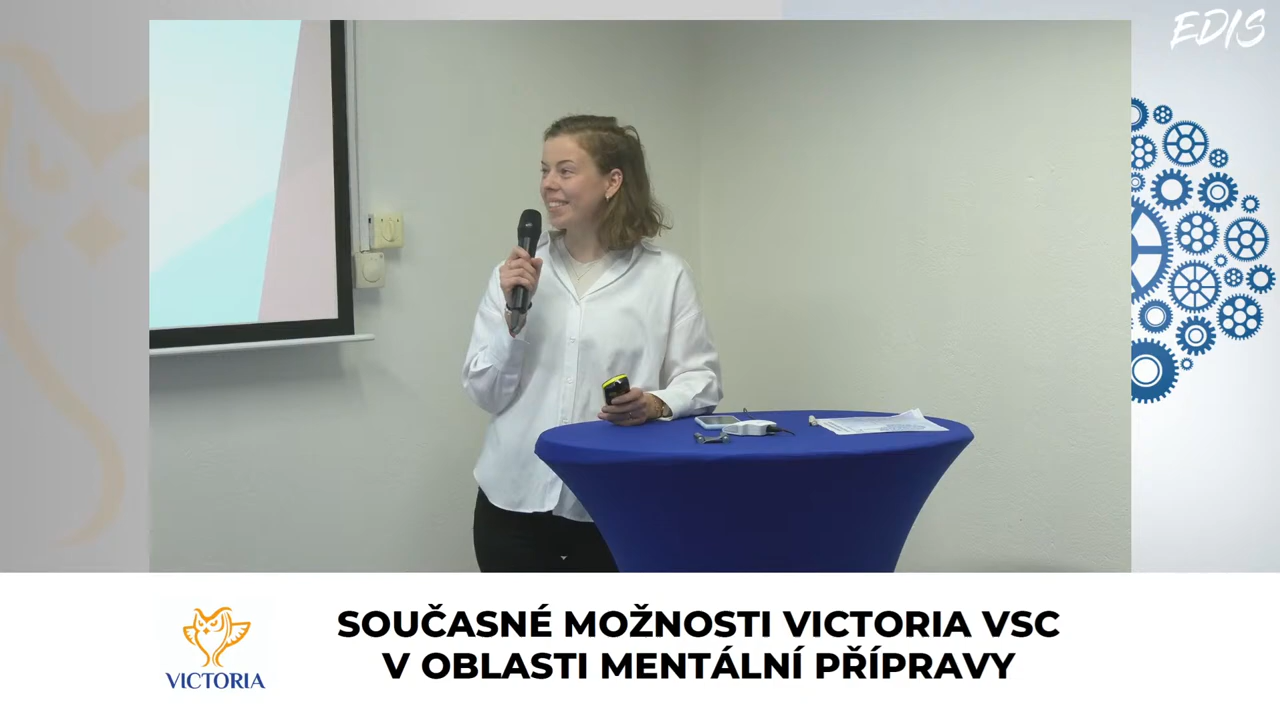 EDIS
VICTORIA
SOUČASNÉ MOŽNOSTI VICTORIA VSC
V OBLASTI MENTÁLNÍ PŘÍPRAVY